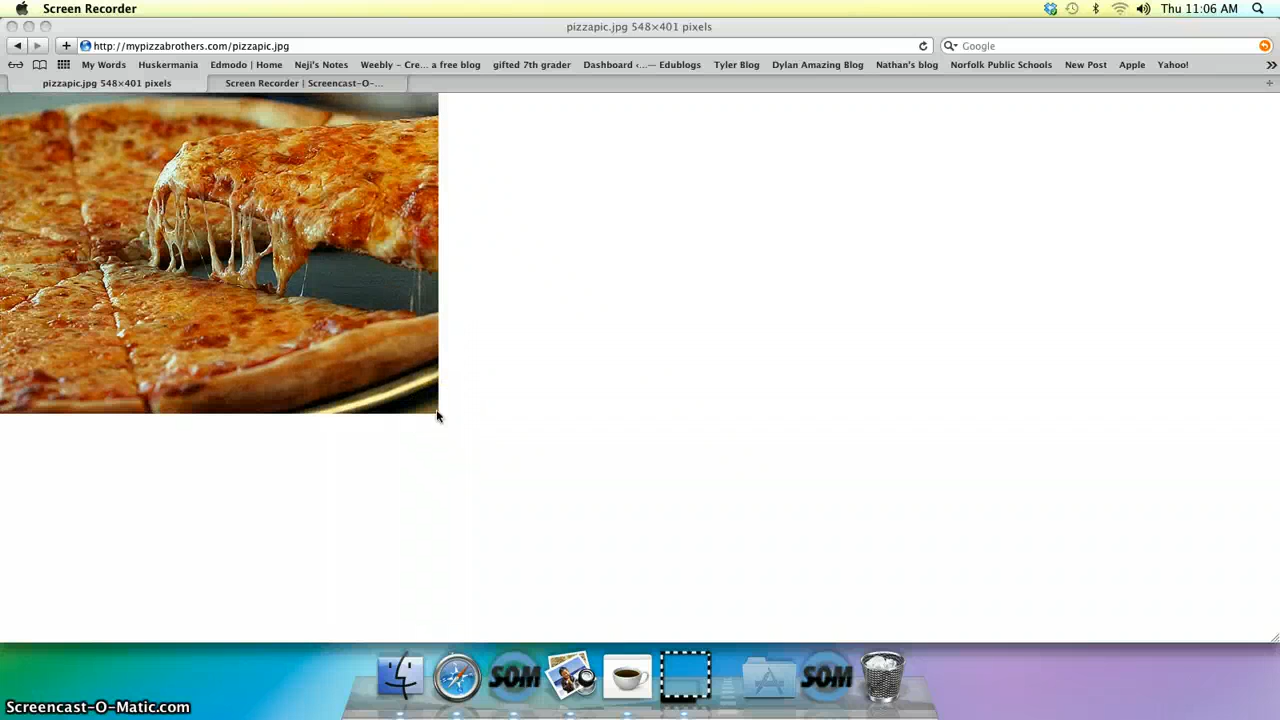 Screen Recorder
Thu 11:06 AM
pizzapic.jpg 548×401 pixels
http://mypizzabrothers.com/pizzapic.jpg
Google
My Words Huskermania Edmodo | Home Neji's Notes Weebly - Cre... a free blog gifted 7th grader Dashboard ‹...— Edublogs Tyler Blog Dylan Amazing Blog Nathan's blog Norfolk Public Schools New Post Apple Yahoo!
pizzapic.jpg 548×401 pixels Screen Recorder | Screencast-O-...
SOM SOM
Screencast-O-Matic.com